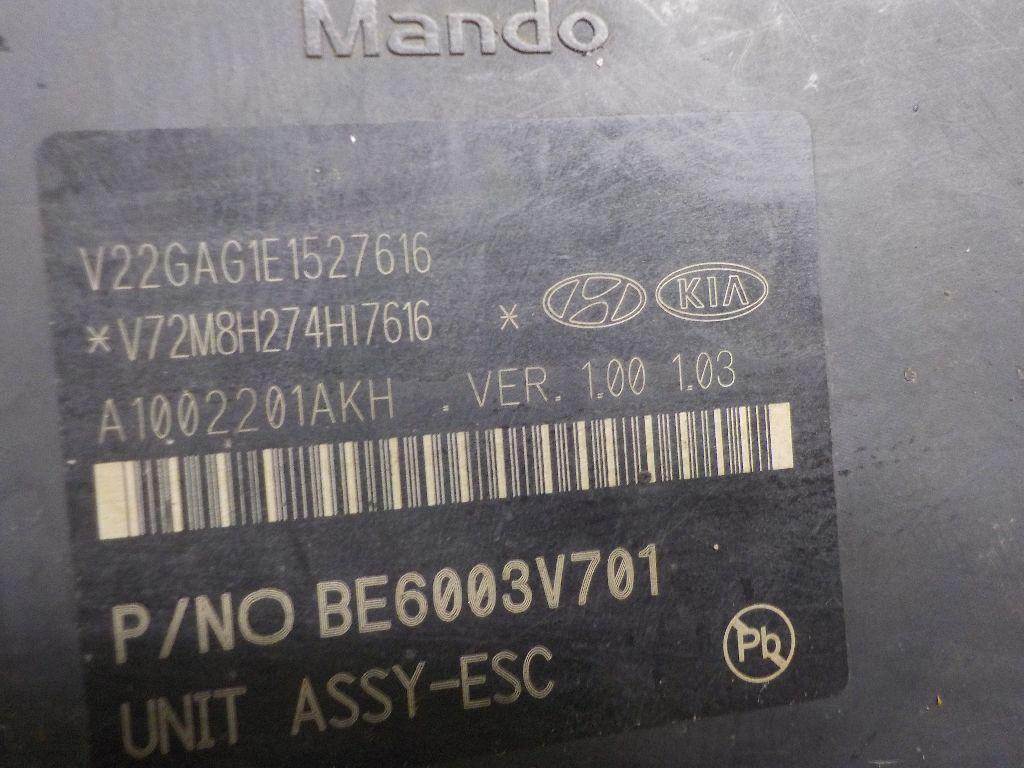 Mando
V22GAG1E1527616
*V72M8H274HI7616 *
KIA
A1002201AKH . VER. 1.00 1.03
P/NO BE6003V701
Pb
UNIT ASSY-ESC